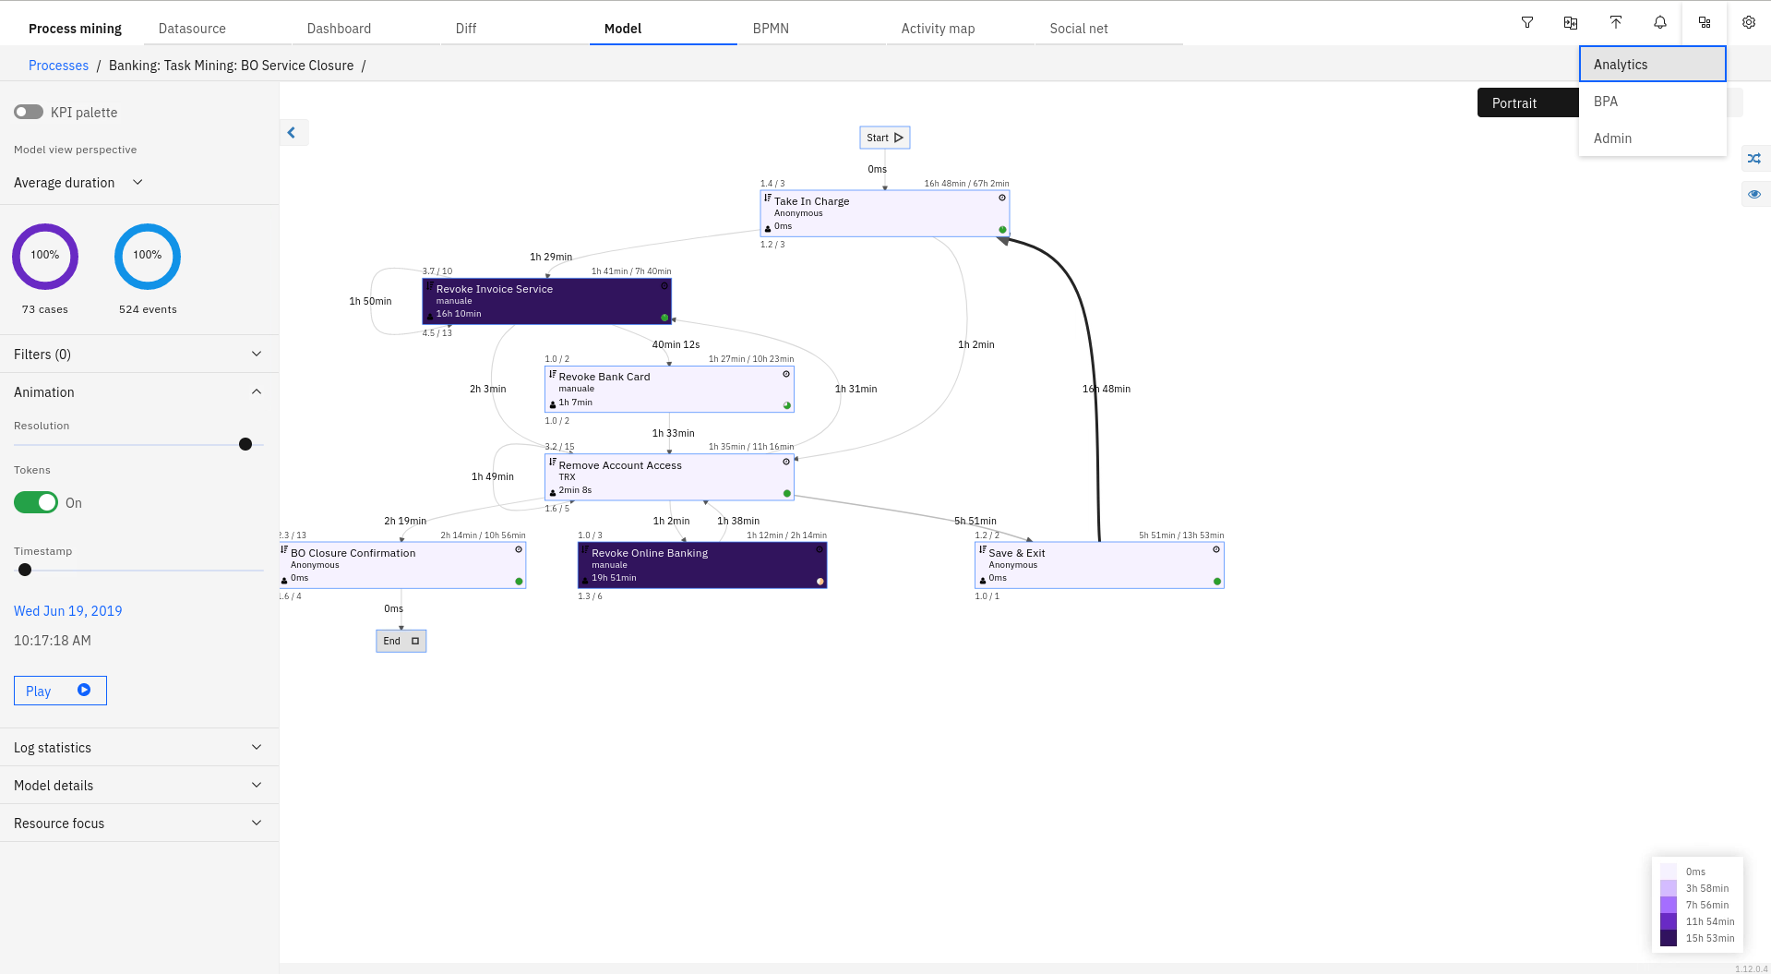 Process mining
Datasource
Dashboard
Diff
Model
BPMN
Activity map
Social net
Processes / Banking: Task Mining: BO Service Closure /
Analytics
BPA
Admin
Portrait
KPI palette
Model view perspective
Average duration
100%
100%
73 cases
524 events
Filters (0)
Animation
Resolution
Tokens
On
Timestamp
Wed Jun 19, 2019
10:17:18 AM
Play
Log statistics
Model details
Resource focus
Start
0ms
1.4 / 3
16h 48min / 67h 2min
Take In Charge
Anonymous
0ms
1.2 / 3
1h 29min
3.7 / 10
1h 41min / 7h 40min
Revoke Invoice Service
manuale
16h 10min
4.5 / 13
1h 50min
40min 12s
1h 2min
1.0 / 2
1h 27min / 10h 23min
Revoke Bank Card
manuale
1h 7min
1.0 / 2
2h 3min
1h 31min
16h 48min
1h 33min
3.2 / 15
1h 35min / 11h 16min
Remove Account Access
TRX
2min 8s
1.6 / 5
1h 49min
2h 19min
1h 2min
1h 38min
5h 51min
2.3 / 13
2h 14min / 10h 56min
BO Closure Confirmation
Anonymous
0ms
1.6 / 4
1.0 / 3
1h 12min / 2h 14min
Revoke Online Banking
manuale
19h 51min
1.3 / 6
1.2 / 2
5h 51min / 13h 53min
Save & Exit
Anonymous
0ms
1.0 / 1
0ms
End
0ms
3h 58min
7h 56min
11h 54min
15h 53min
1.12.0.4